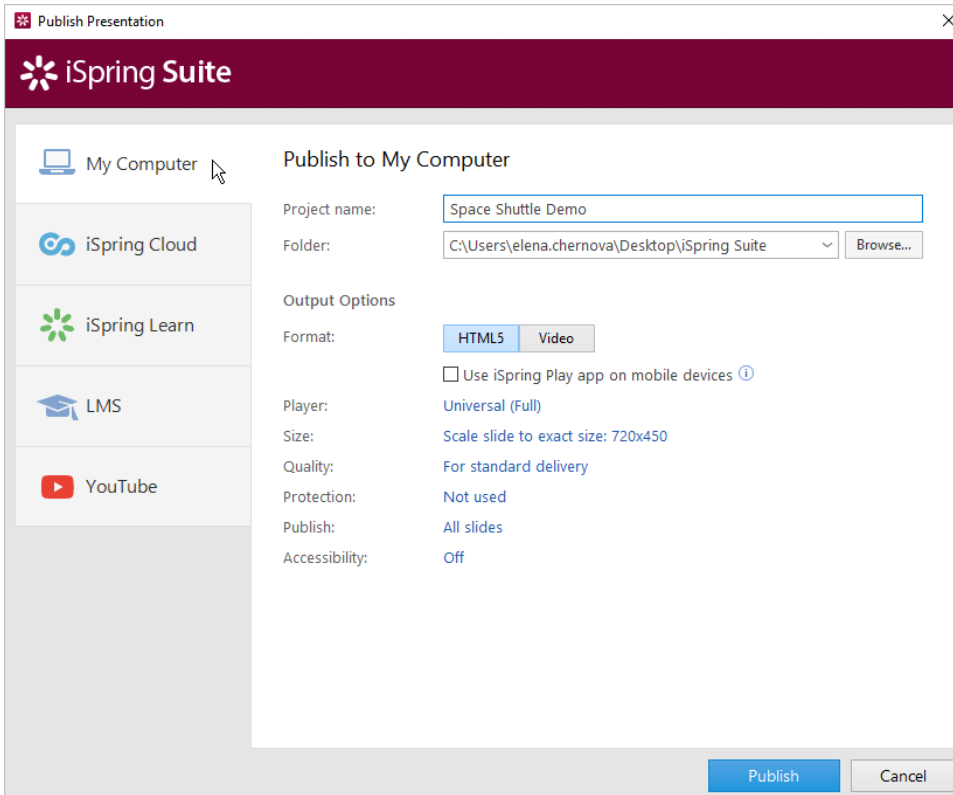 Publish Presentation
iSpring Suite
My Computer
iSpring Cloud
iSpring Learn
LMS
YouTube
Publish to My Computer
Project name: Space Shuttle Demo
Folder: C:\Users\elena.chernova\Desktop\iSpring Suite Browse...
Output Options
Format: HTML5 Video
Use iSpring Play app on mobile devices
Player: Universal (Full)
Size: Scale slide to exact size: 720x450
Quality: For standard delivery
Protection: Not used
Publish: All slides
Accessibility: Off
Publish Cancel